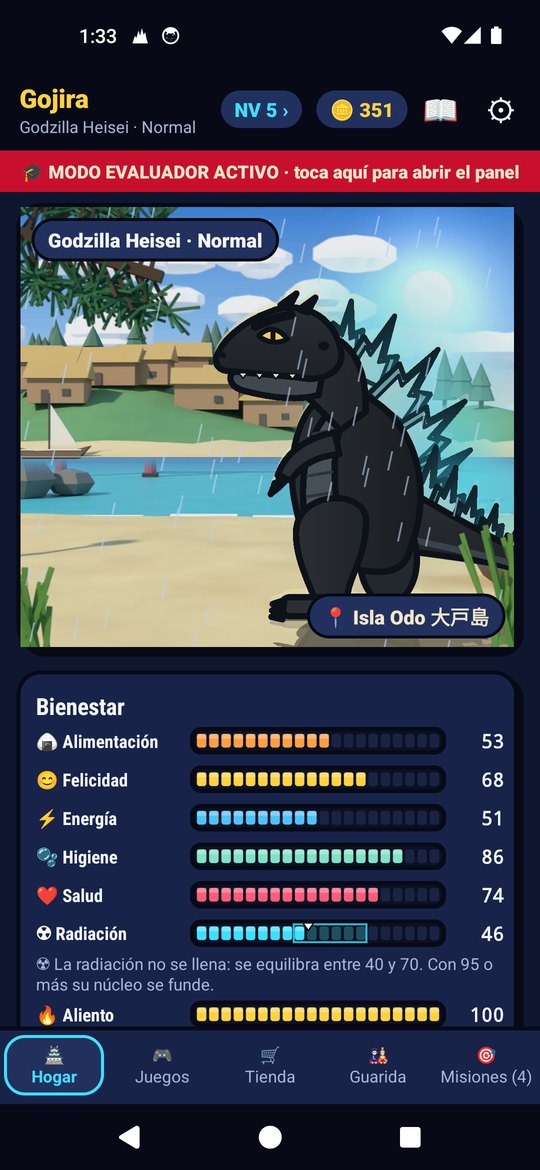 1:33
Gojira
Godzilla Heisei · Normal
NV 5 ›
351
MODO EVALUADOR ACTIVO · toca aquí para abrir el panel
Godzilla Heisei · Normal
Isla Odo 大戸島
Bienestar
Alimentación 53
Felicidad 68
Energía 51
Higiene 86
Salud 74
Radiación 46
La radiación no se llena: se equilibra entre 40 y 70. Con 95 o
más su núcleo se funde.
Aliento 100
Hogar
Juegos
Tienda
Guarida
Misiones (4)